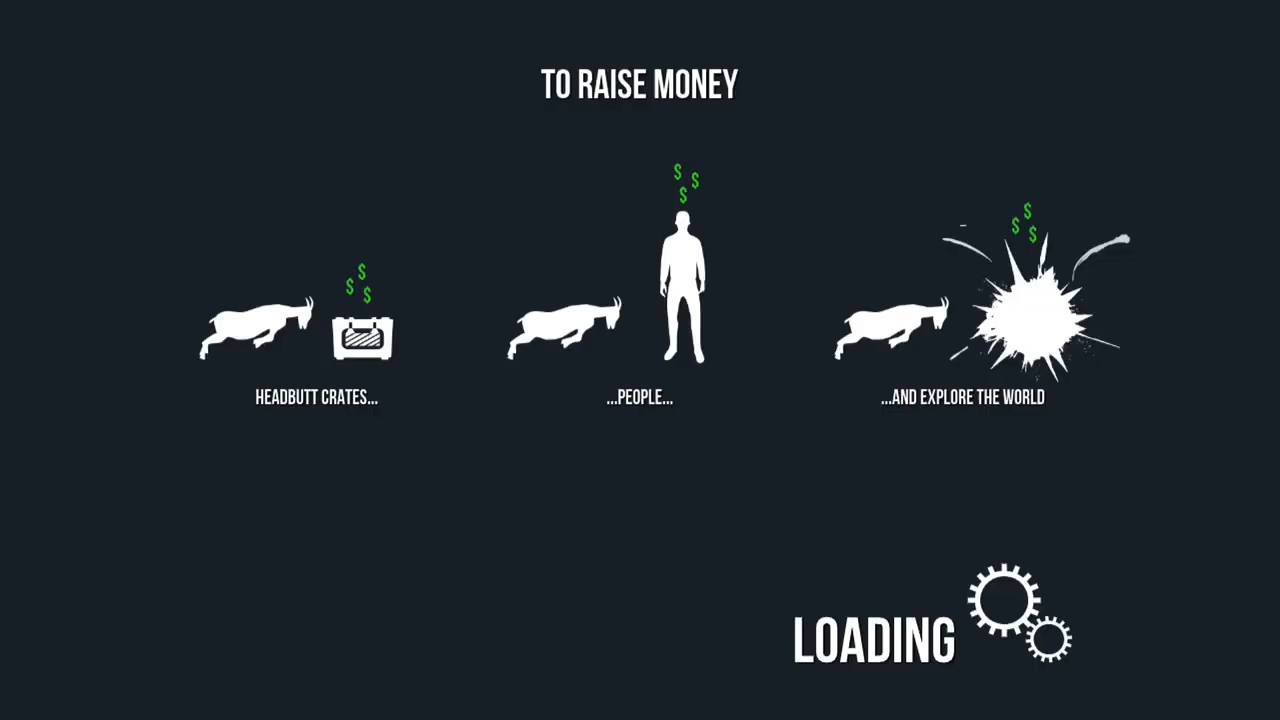 TO RAISE MONEY
$ $ $
$ $ $
$ $ $
HEADBUTT CRATES...
...PEOPLE...
...AND EXPLORE THE WORLD
LOADING